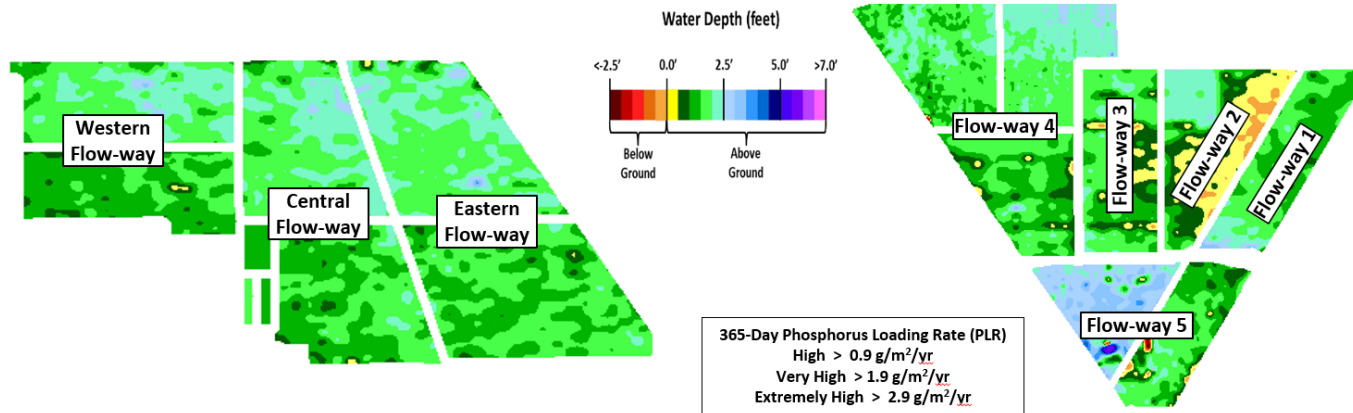 Water Depth (feet)
<-2.5' 0.0' 2.5' 5.0' >7.0'
Below
Ground
Above
Ground
Western
Flow-way
Central
Flow-way
Eastern
Flow-way
Flow-way 4
Flow-way 3
Flow-way 2
Flow-way 1
Flow-way 5
365-Day Phosphorus Loading Rate (PLR)
High > 0.9 g/m²/yr
Very High > 1.9 g/m²/yr
Extremely High > 2.9 g/m²/yr